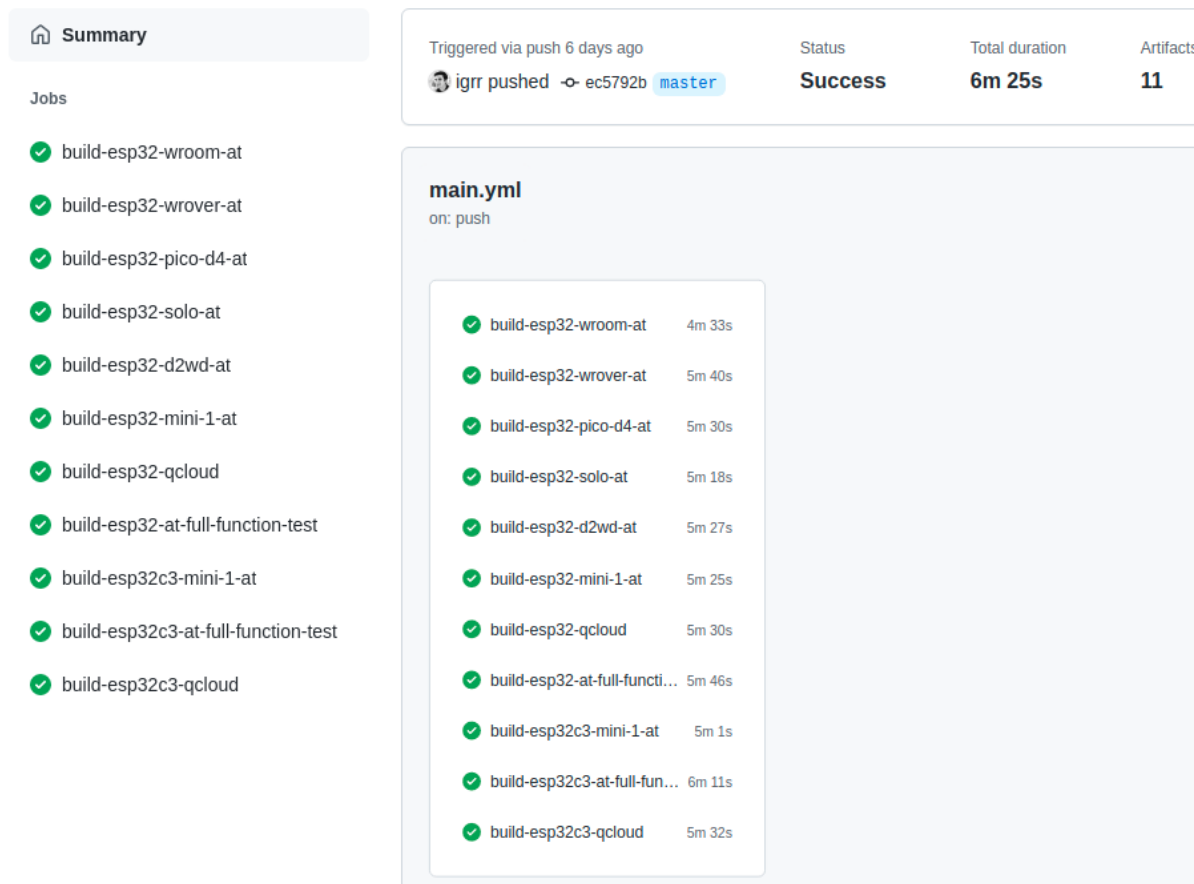 Summary
Jobs
build-esp32-wroom-at
build-esp32-wrover-at
build-esp32-pico-d4-at
build-esp32-solo-at
build-esp32-d2wd-at
build-esp32-mini-1-at
build-esp32-qcloud
build-esp32-at-full-function-test
build-esp32c3-mini-1-at
build-esp32c3-at-full-function-test
build-esp32c3-qcloud
Triggered via push 6 days ago
igrr pushed ec5792b master
Status
Success
Total duration
6m 25s
Artifacts
11
main.yml
on: push
build-esp32-wroom-at 4m 33s
build-esp32-wrover-at 5m 40s
build-esp32-pico-d4-at 5m 30s
build-esp32-solo-at 5m 18s
build-esp32-d2wd-at 5m 27s
build-esp32-mini-1-at 5m 25s
build-esp32-qcloud 5m 30s
build-esp32-at-full-functi... 5m 46s
build-esp32c3-mini-1-at 5m 1s
build-esp32c3-at-full-fun... 6m 11s
build-esp32c3-qcloud 5m 32s